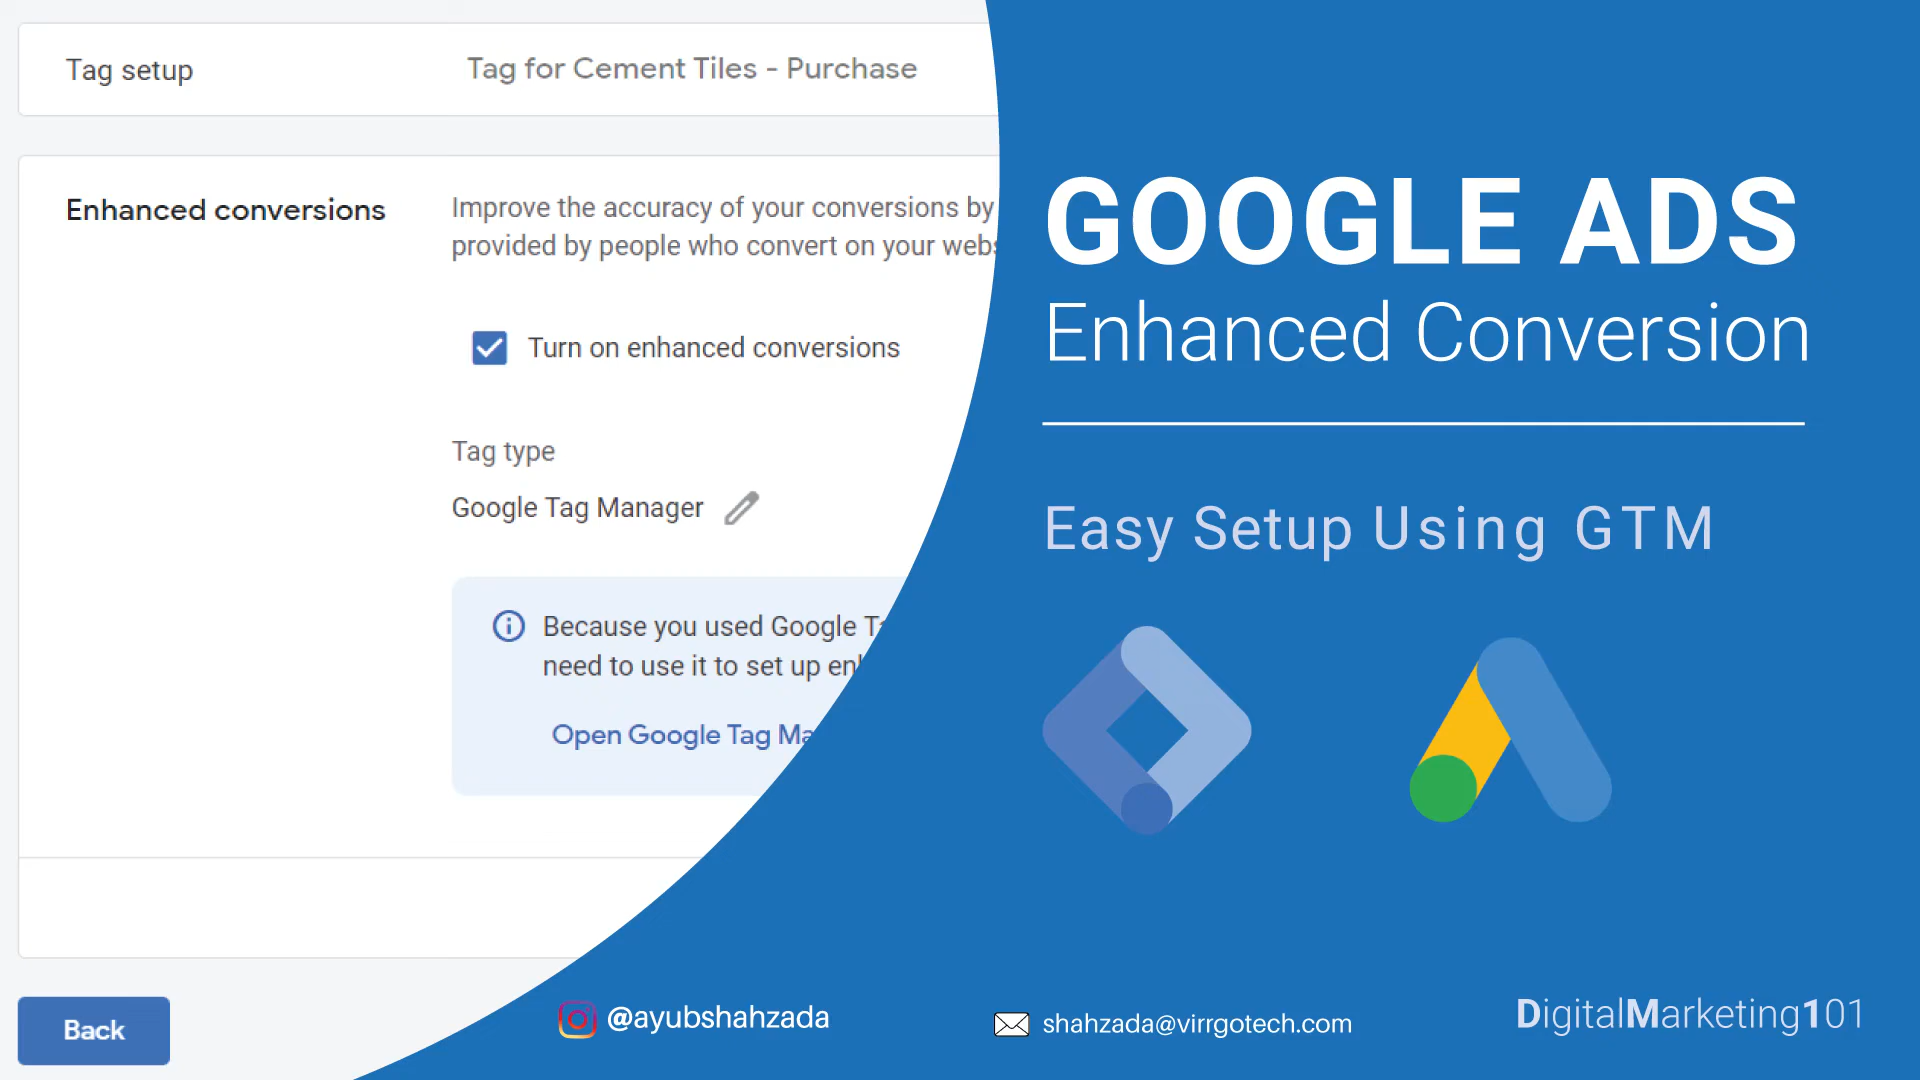 Tag setup
Tag for Cement Tiles - Purchase
Enhanced conversions
Improve the accuracy of your conversions by
provided by people who convert on your
Turn on enhanced conversions
Tag type
Google Tag Manager
Because you used Google
need to use it to set up
Open Google Tag
Back
GOOGLE ADS
Enhanced Conversion
Easy Setup Using GTM
@ayubshahzada
shahzada@virrgotech.com
DigitalMarketing101